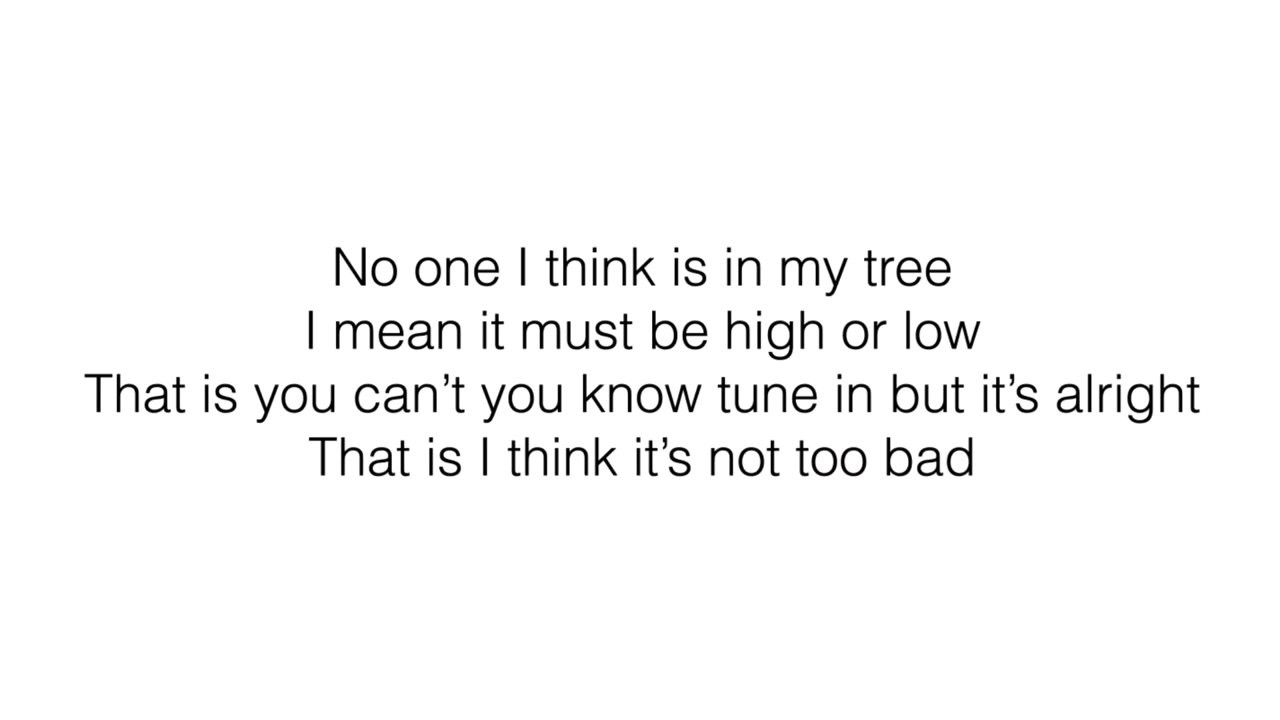 No one I think is in my tree
I mean it must be high or low
That is you can’t you know tune in but it’s alright
That is I think it’s not too bad